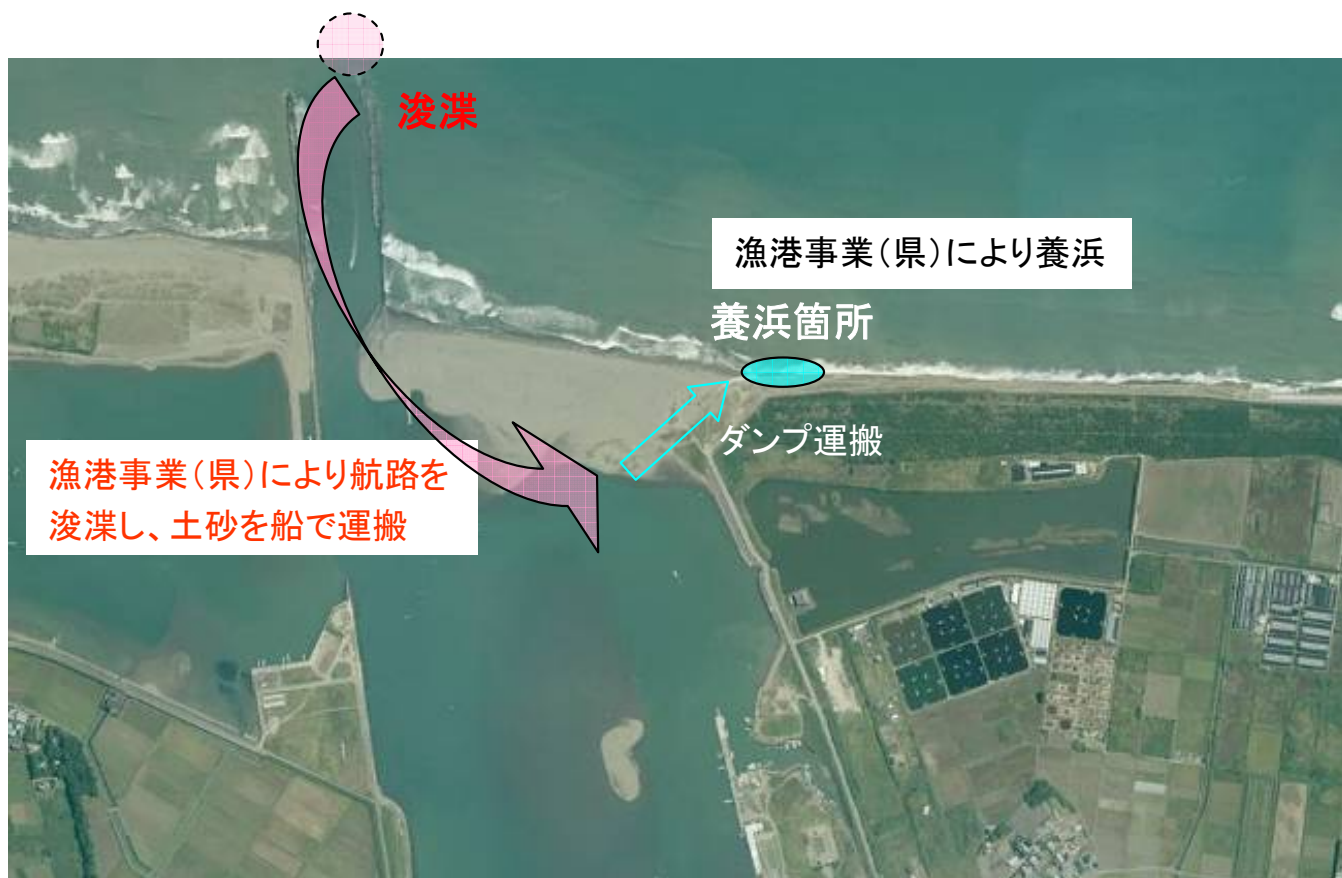 浚渫
漁港事業（県）により養浜
養浜箇所
ダンプ運搬
漁港事業（県）により航路を
浚渫し、土砂を船で運搬